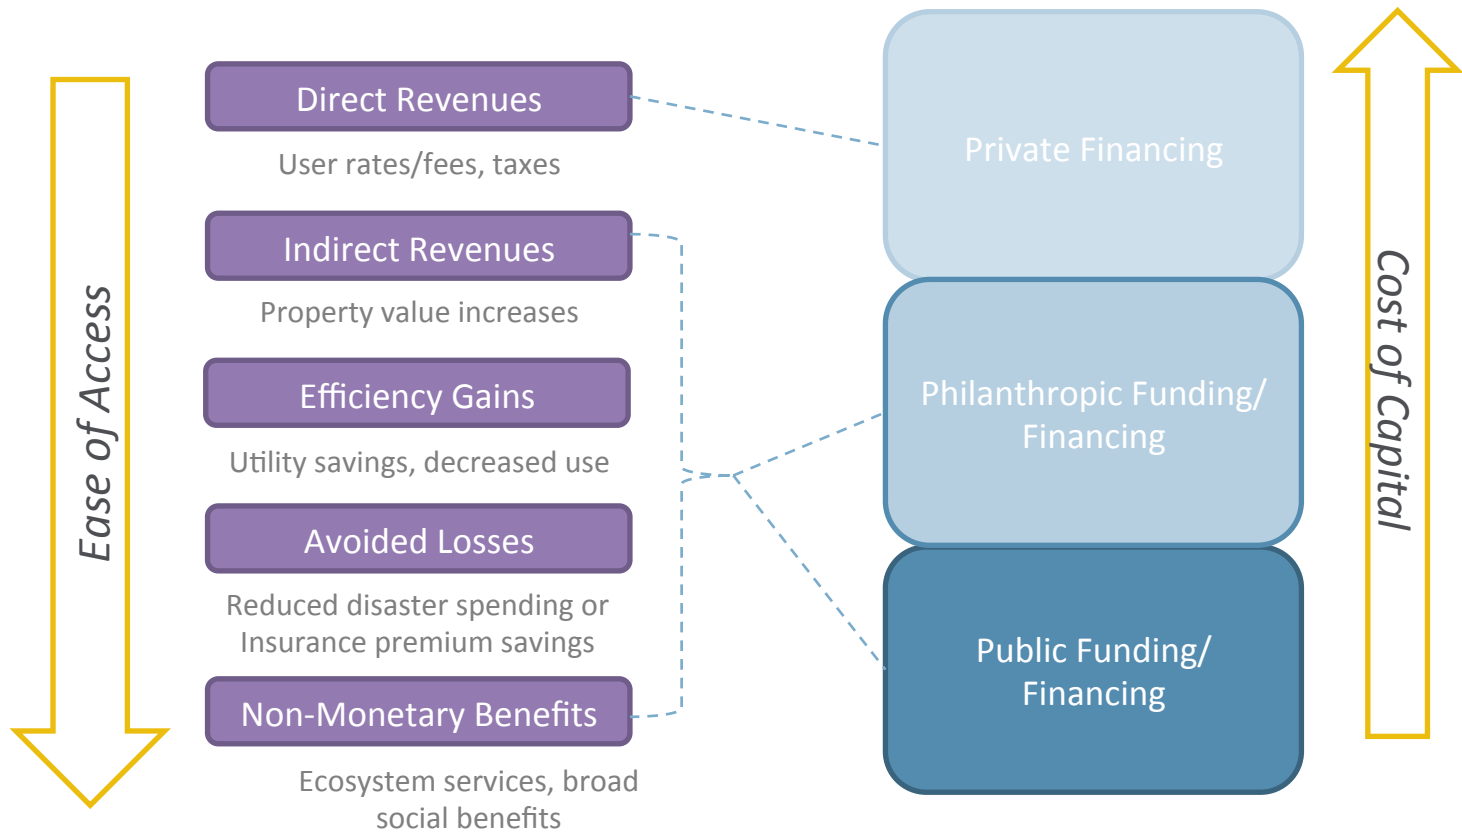 Ease of Access
Direct Revenues
User rates/fees, taxes
Indirect Revenues
Property value increases
Efficiency Gains
Utility savings, decreased use
Avoided Losses
Reduced disaster spending or
Insurance premium savings
Non-Monetary Benefits
Ecosystem services, broad
social benefits
Private Financing
Philanthropic Funding/
Financing
Public Funding/
Financing
Cost of Capital